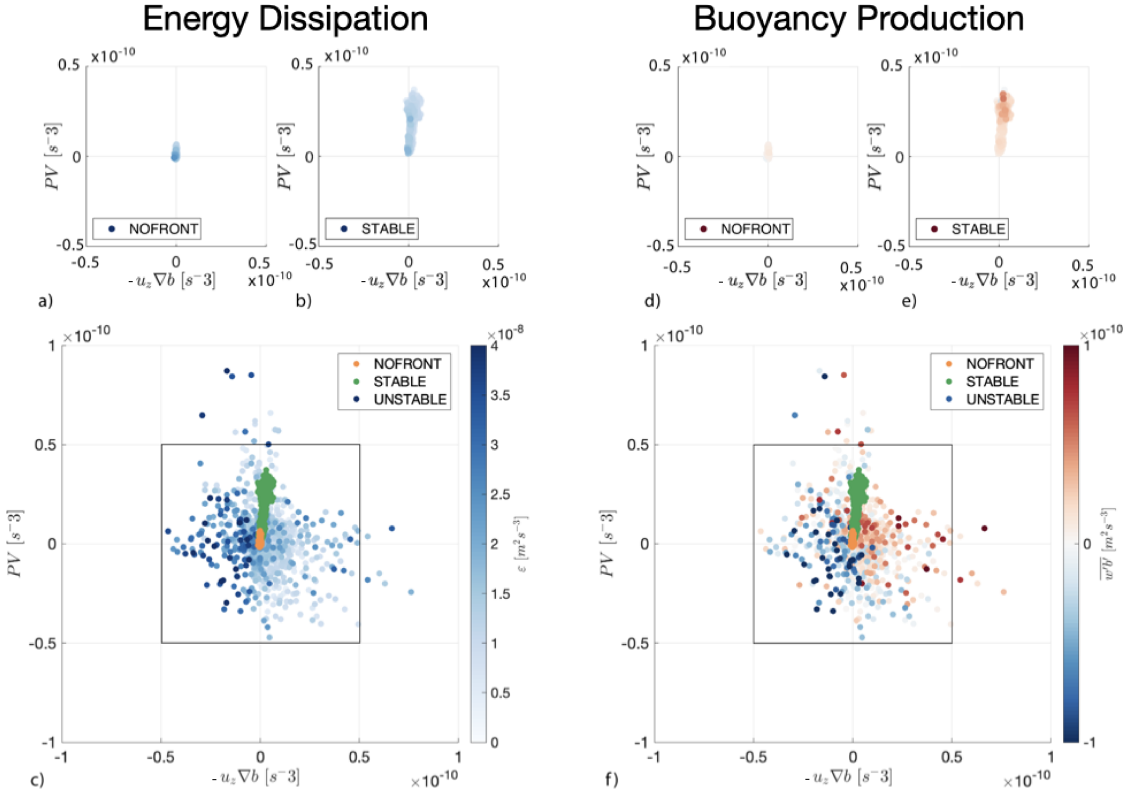 Energy Dissipation
Buoyancy Production
×10^-10
0.5
0
-0.5
PV [s^-3]
NOFRONT
-0.5 0 0.5
-u_z∇b [s^-3]
×10^-10
a)
×10^-10
0.5
0
-0.5
PV [s^-3]
STABLE
-0.5 0 0.5
-u_z∇b [s^-3]
×10^-10
b)
×10^-10
0.5
0
-0.5
PV [s^-3]
NOFRONT
-0.5 0 0.5
-u_z∇b [s^-3]
×10^-10
d)
×10^-10
0.5
0
-0.5
PV [s^-3]
STABLE
-0.5 0 0.5
-u_z∇b [s^-3]
×10^-10
e)
×10^-10
1
0.5
0
-0.5
-1
PV [s^-3]
NOFRONT
STABLE
UNSTABLE
-1 -0.5 0 0.5 1
-u_z∇b [s^-3]
×10^-10
c)
×10^-8
4
3.5
3
2.5
2
1.5
1
0.5
0
ε [m^2s^-3]
×10^-10
1
0.5
0
-0.5
-1
PV [s^-3]
NOFRONT
STABLE
UNSTABLE
-1 -0.5 0 0.5 1
-u_z∇b [s^-3]
×10^-10
f)
×10^-10
1
0
-1
w'b' [m^2s^-3]